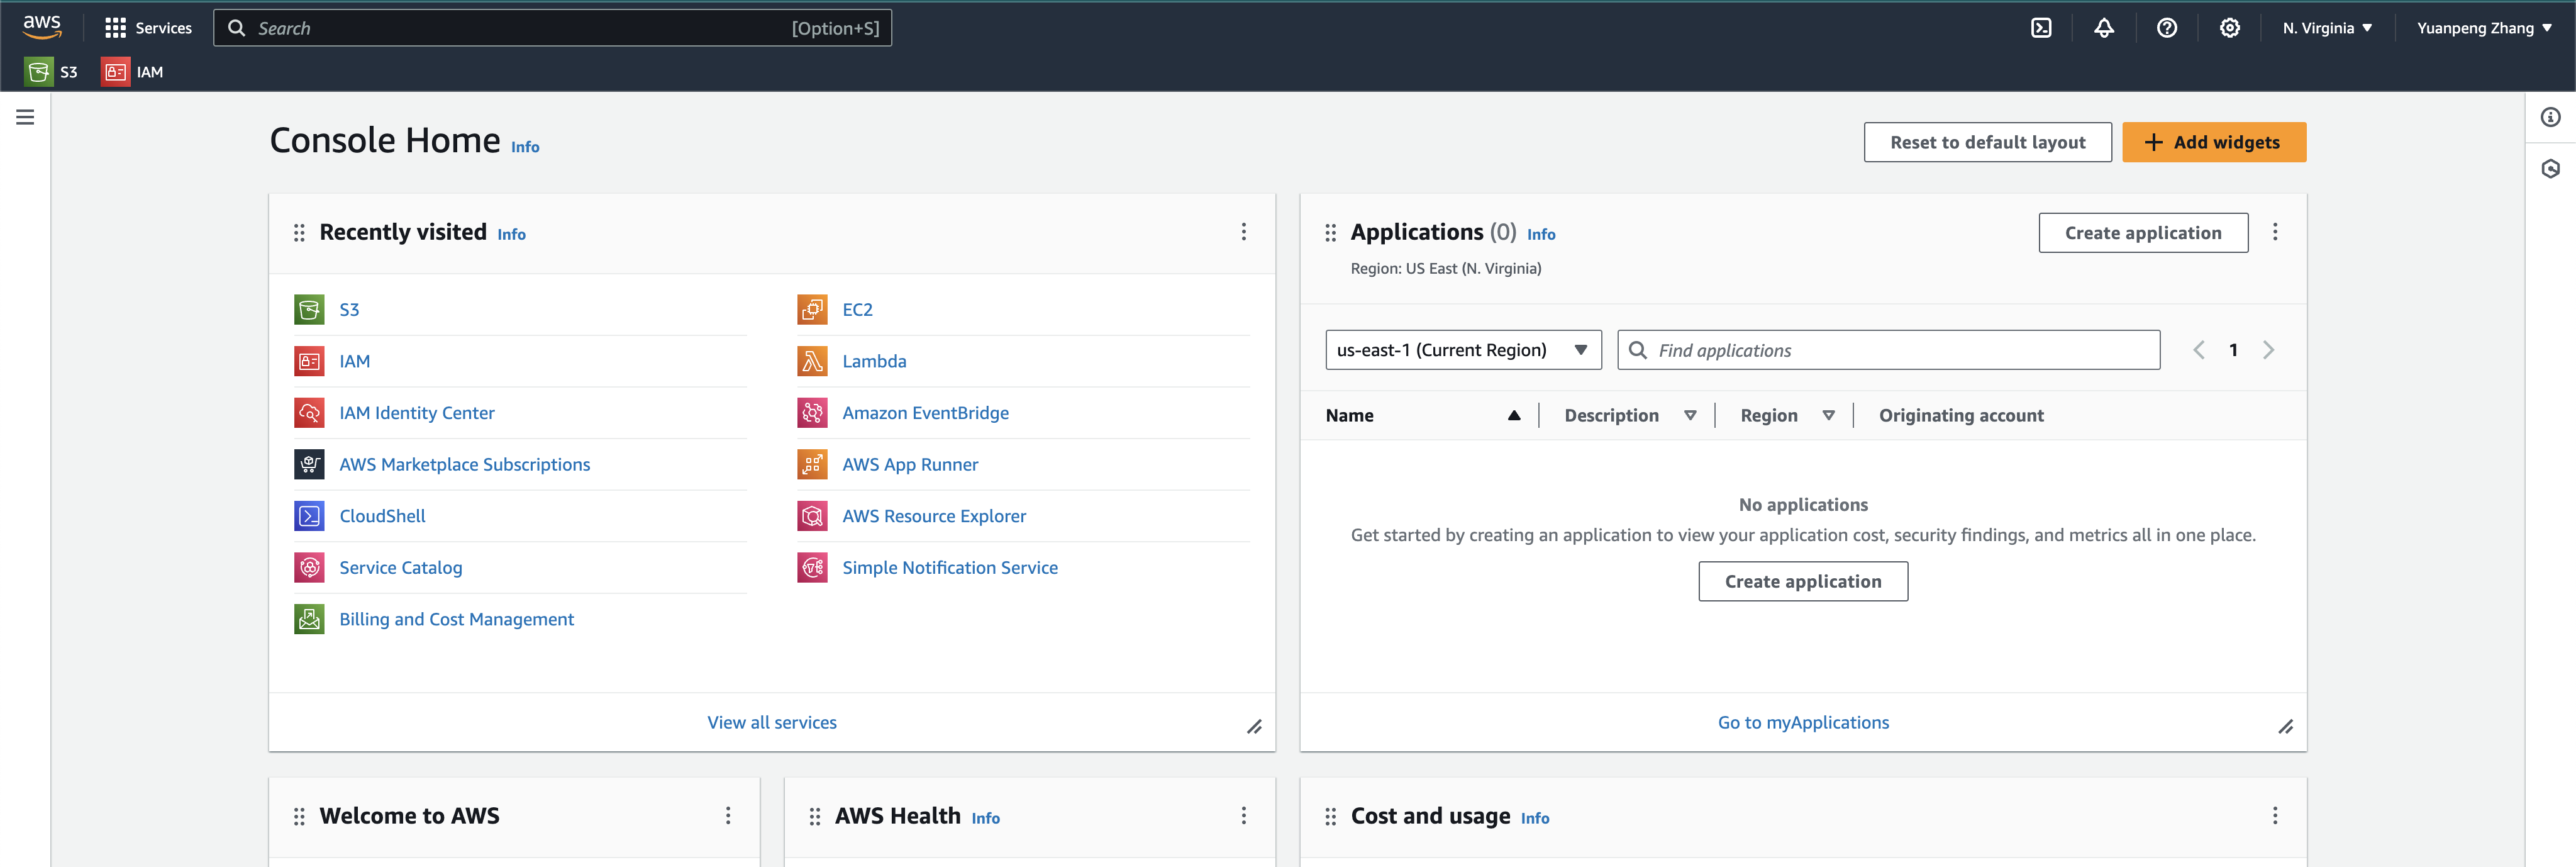 aws
Services
Search [Option+S]
N. Virginia
Yuanpeng Zhang
S3
IAM
Console Home Info
Reset to default layout
Add widgets
Recently visited Info
S3
IAM
IAM Identity Center
AWS Marketplace Subscriptions
CloudShell
Service Catalog
Billing and Cost Management
EC2
Lambda
Amazon EventBridge
AWS App Runner
AWS Resource Explorer
Simple Notification Service
View all services
Applications (0) Info
Region: US East (N. Virginia)
Create application
us-east-1 (Current Region)
Find applications
1
Name Description Region Originating account
No applications
Get started by creating an application to view your application cost, security findings, and metrics all in one place.
Create application
Go to myApplications
Welcome to AWS
AWS Health Info
Cost and usage Info